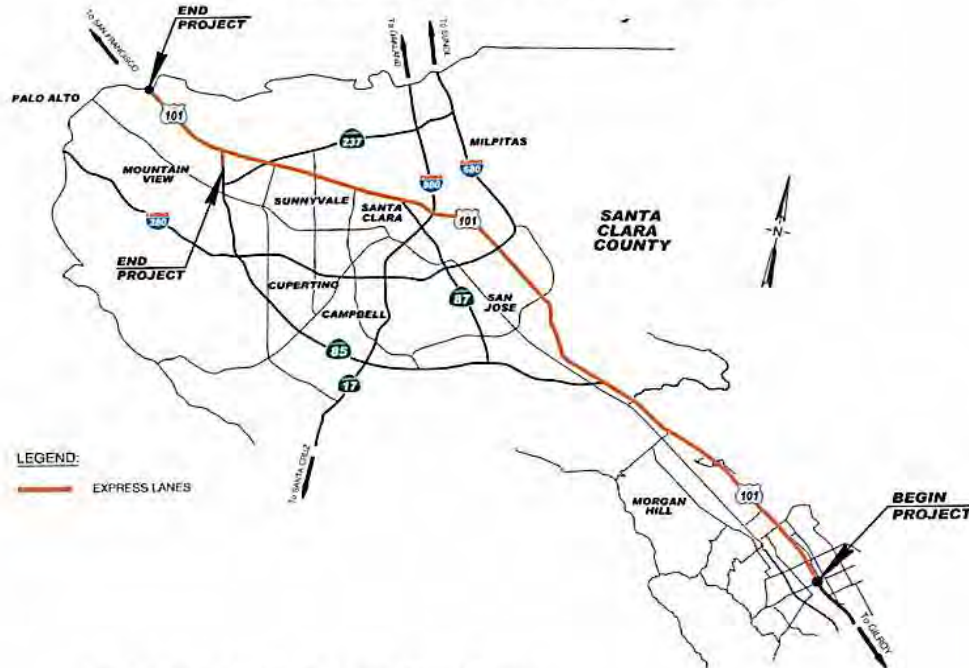 END
PROJECT
To SAN FRANCISCO
To OAKLAND
To SUNOL
PALO ALTO
101
237
MILPITAS
MOUNTAIN
VIEW
SUNNYVALE
SANTA
CLARA
880
680
101
SANTA
CLARA
COUNTY
N
280
END
PROJECT
CUPERTINO
CAMPBELL
87
SAN
JOSE
85
17
To SANTA CRUZ
LEGEND:
EXPRESS LANES
MORGAN
HILL
101
BEGIN
PROJECT
To GILROY